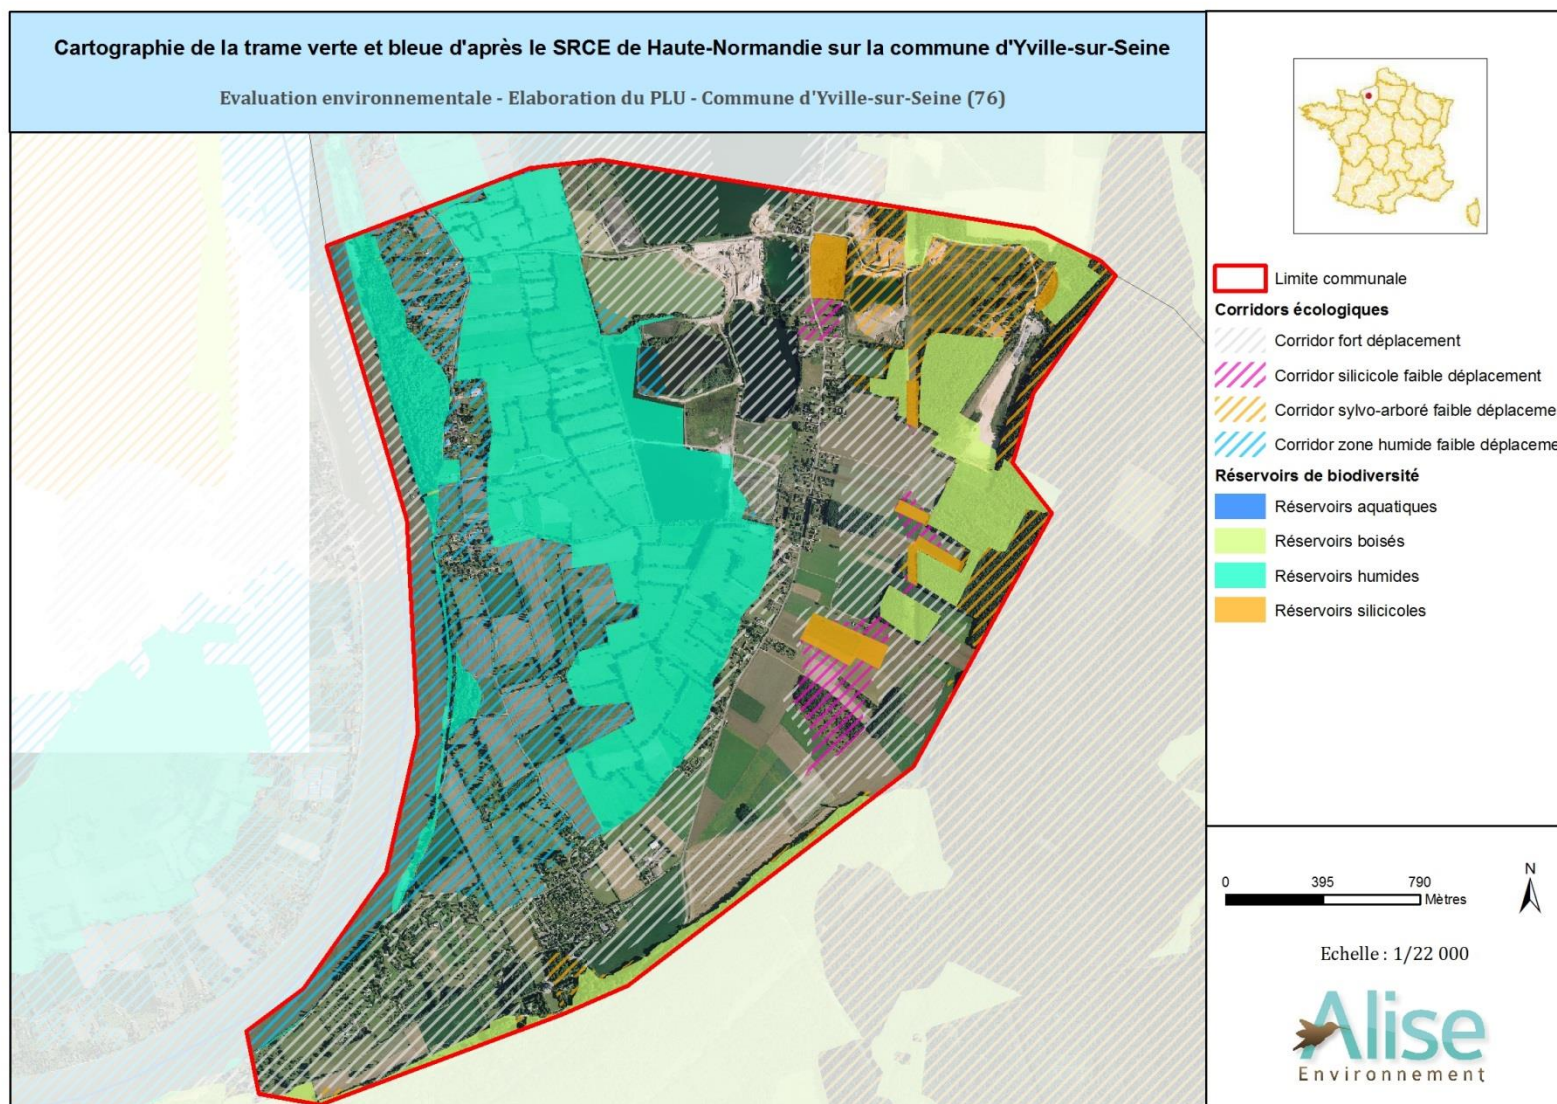 Cartographie de la trame verte et bleue d'après le SRCE de Haute-Normandie sur la commune d'Yville-sur-Seine
Evaluation environnementale - Elaboration du PLU - Commune d'Yville-sur-Seine (76)
Limite communale
Corridors écologiques
Corridor fort déplacement
Corridor silicicole faible déplacement
Corridor sylvo-arboré faible déplaceme
Corridor zone humide faible déplaceme
Réservoirs de biodiversité
Réservoirs aquatiques
Réservoirs boisés
Réservoirs humides
Réservoirs silicicoles
0 395 790
Mètres
N
Echelle : 1/22 000
Alise
Environnement